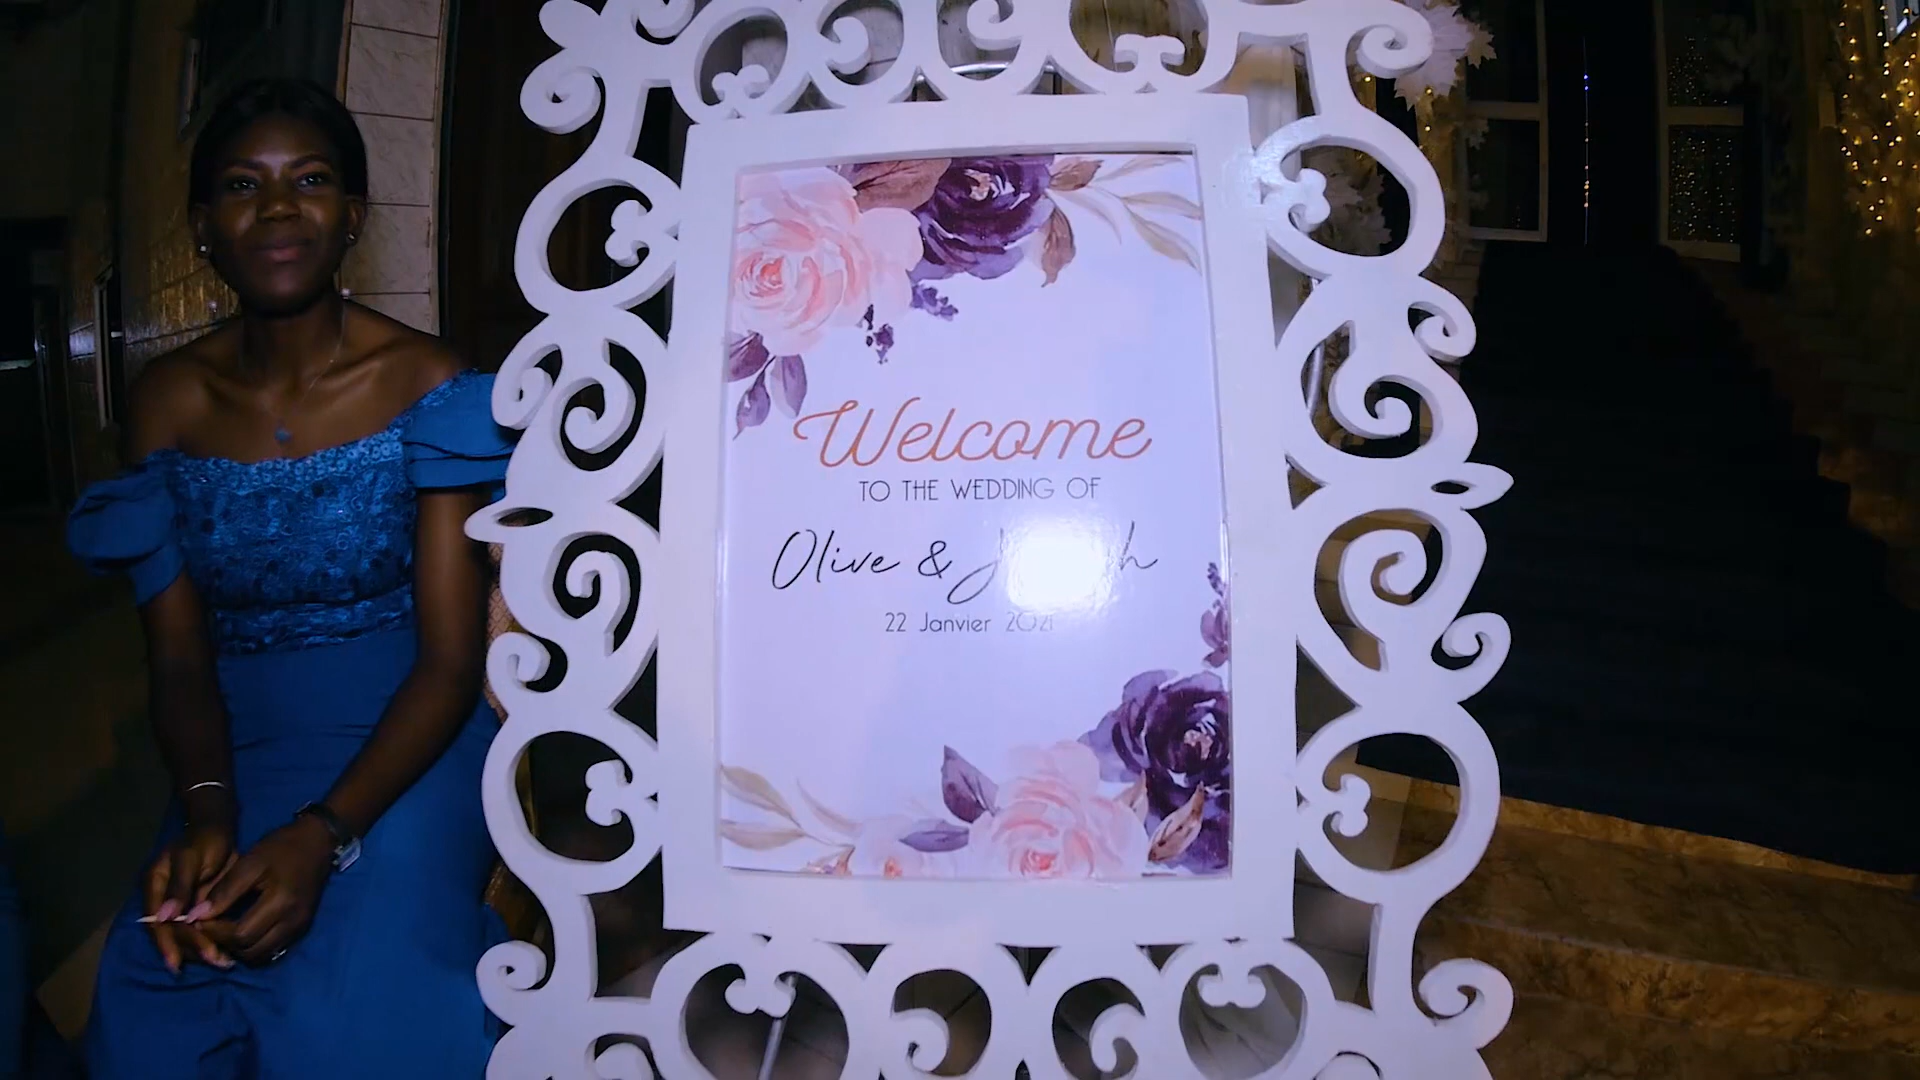 Welcome
TO THE WEDDING OF
Olive &
22 Janvier 2021